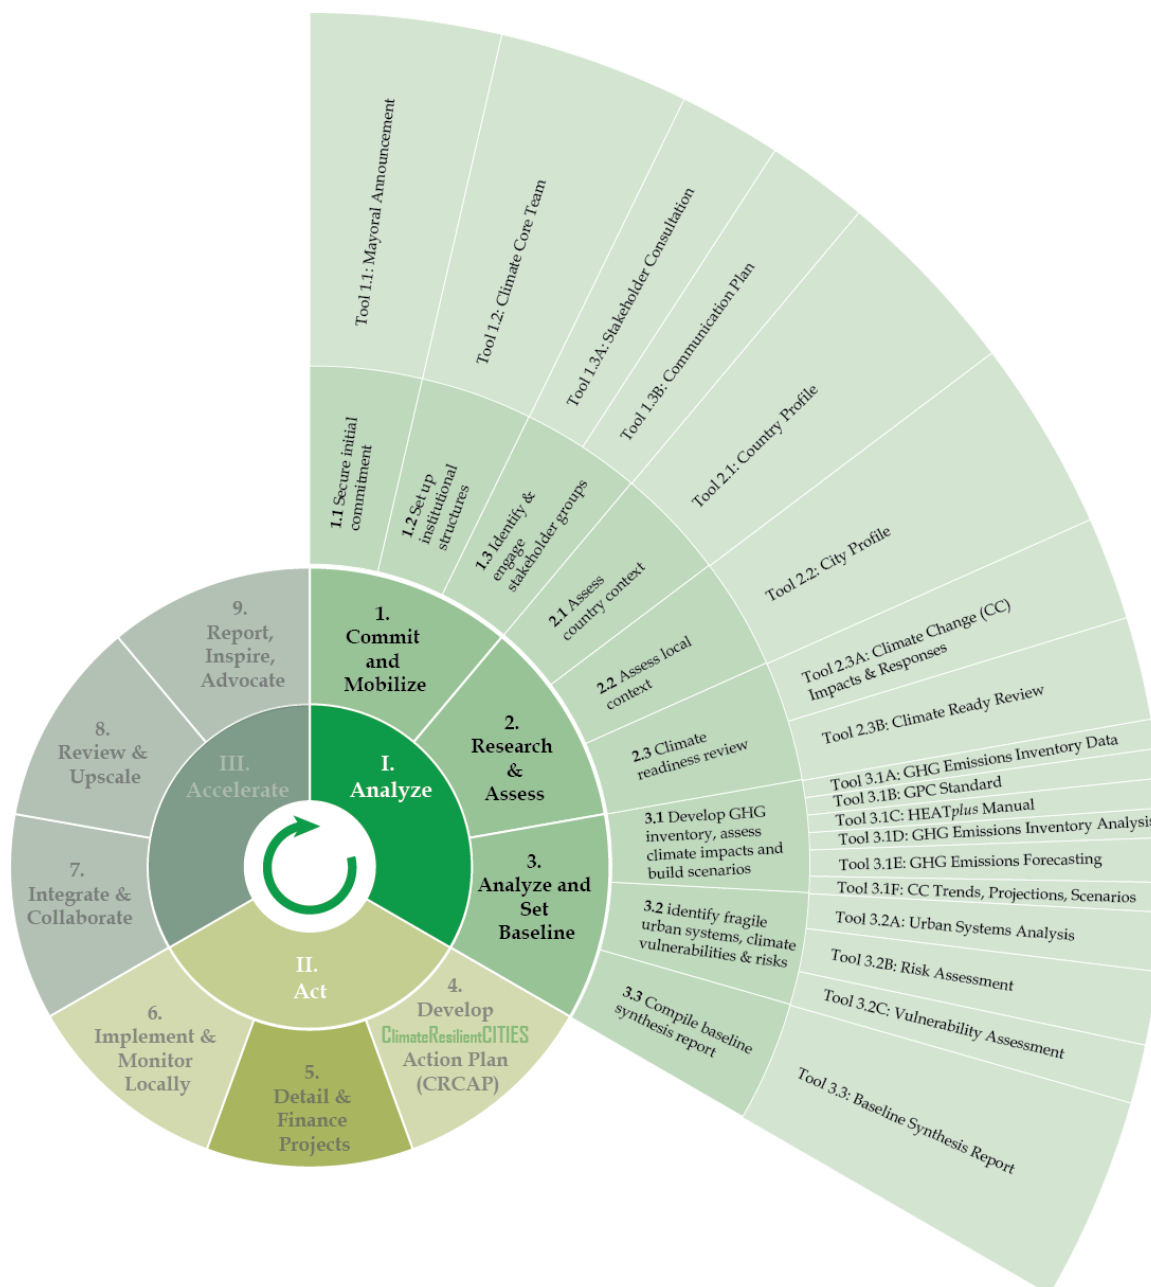 I.
Analyze
II.
Act
III.
Accelerate
1.
Commit
and
Mobilize
2.
Research
&
Assess
3.
Analyze and
Set
Baseline
4.
Develop
ClimateResilientCITIES
Action Plan
(CRCAP)
5.
Detail &
Finance
Projects
6.
Implement &
Monitor
Locally
7.
Integrate &
Collaborate
8.
Review &
Upscale
9.
Report,
Inspire,
Advocate
1.1 Secure initial
commitment
1.2 Set up
institutional
structures
1.3 Identify &
engage
stakeholder groups
2.1 Assess
country context
2.2 Assess local
context
2.3 Climate
readiness review
3.1 Develop GHG
inventory, assess
climate impacts and
build scenarios
3.2 identify fragile
urban systems, climate
vulnerabilities & risks
3.3 Compile baseline
synthesis report
Tool 1.1: Mayoral Announcement
Tool 1.2: Climate Core Team
Tool 1.3A: Stakeholder Consultation
Tool 1.3B: Communication Plan
Tool 2.1: Country Profile
Tool 2.2: City Profile
Tool 2.3A: Climate Change (CC)
Impacts & Responses
Tool 2.3B: Climate Ready Review
Tool 3.1A: GHG Emissions Inventory Data
Tool 3.1B: GPC Standard
Tool 3.1C: HEATplus Manual
Tool 3.1D: GHG Emissions Inventory Analysis
Tool 3.1E: GHG Emissions Forecasting
Tool 3.1F: CC Trends, Projections, Scenarios
Tool 3.2A: Urban Systems Analysis
Tool 3.2B: Risk Assessment
Tool 3.2C: Vulnerability Assessment
Tool 3.3: Baseline Synthesis Report